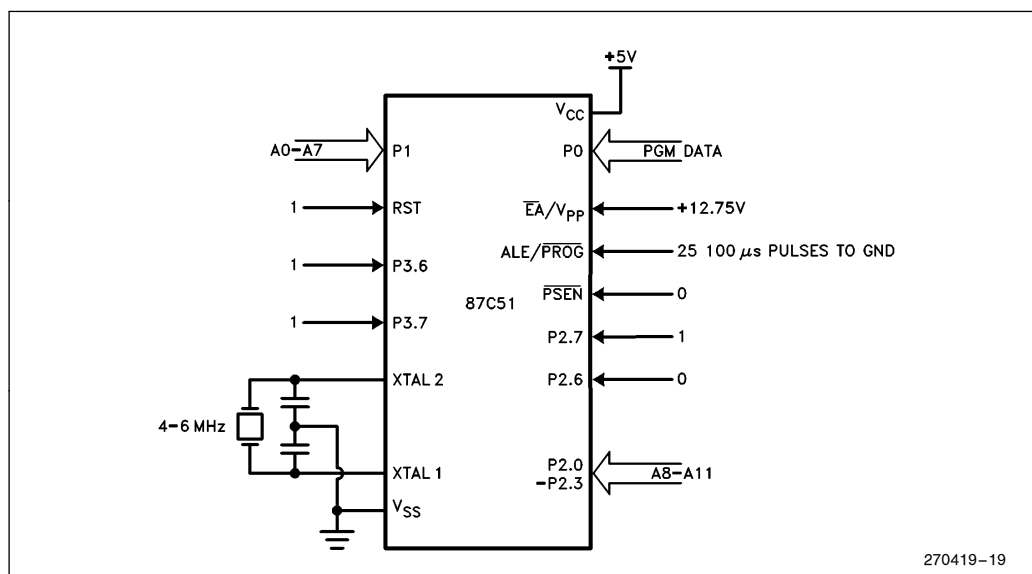 +5V
VCC
A0-A7
P1
P0
PGM DATA
1
RST
EA/VPP
+12.75V
ALE/PROG
25 100 μs PULSES TO GND
1
P3.6
PSEN
0
87C51
1
P3.7
P2.7
1
XTAL 2
P2.6
0
4-6 MHz
XTAL 1
P2.0
-P2.3
A8-A11
VSS
270419-19